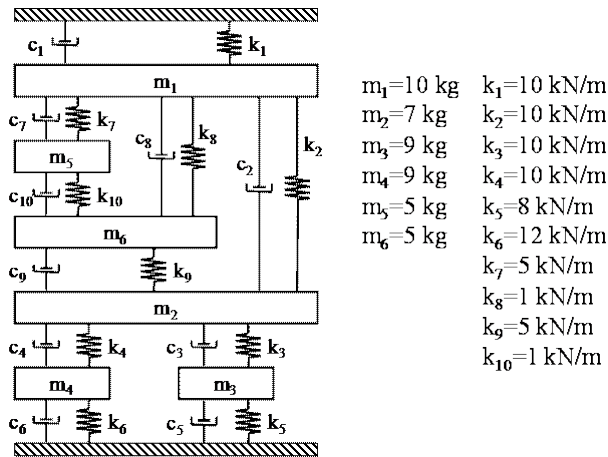 c₁ k₁
m₁
c₇ k₇ c₈ k₈ c₂ k₂
m₅
c₁₀ k₁₀
m₆
c₉ k₉
m₂
c₄ k₄ c₃ k₃
m₄ m₃
c₆ k₆ c₅ k₅
m₁=10 kg k₁=10 kN/m
m₂=7 kg k₂=10 kN/m
m₃=9 kg k₃=10 kN/m
m₄=9 kg k₄=10 kN/m
m₅=5 kg k₅=8 kN/m
m₆=5 kg k₆=12 kN/m
k₇=5 kN/m
k₈=1 kN/m
k₉=5 kN/m
k₁₀=1 kN/m